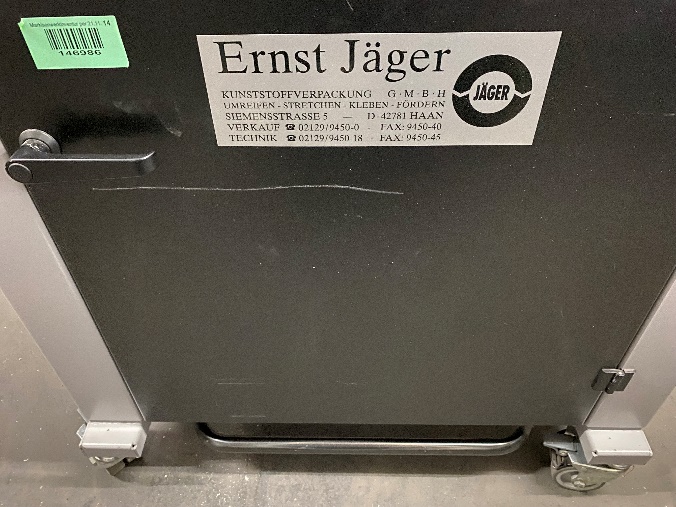 146986
Ernst Jäger
KUNSTSTOFFVERPACKUNG G·M·B·H
UMREIFEN - STRETCHEN - KLEBEN - FÖRDERN
SIEMENSSTRASSE 5 — D-42781 HAAN
VERKAUF ☎ 02129/9450-0 - FAX: 9450-40
TECHNIK ☎ 02129/9450-18 - FAX: 9450-45
JÄGER